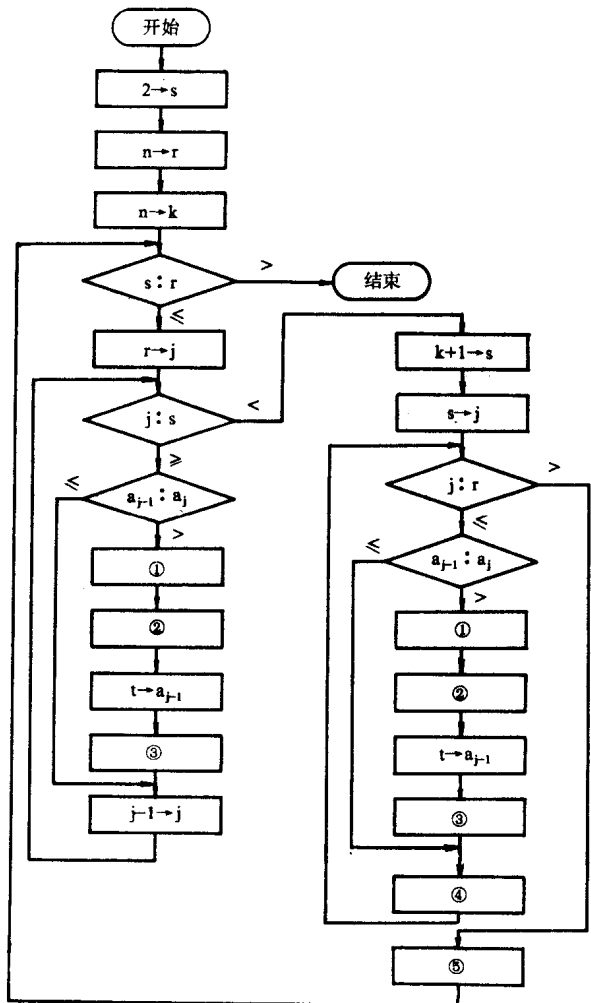 开始
2→s
n→r
n→k
s:r
>
结束
≤
r→j
j:s
<
≥
a_{j-1}:a_j
≤
>
①
②
t→a_{j-1}
③
j-1→j
k+1→s
s→j
j:r
>
≤
a_{j-1}:a_j
≤
>
①
②
t→a_{j-1}
③
④
⑤